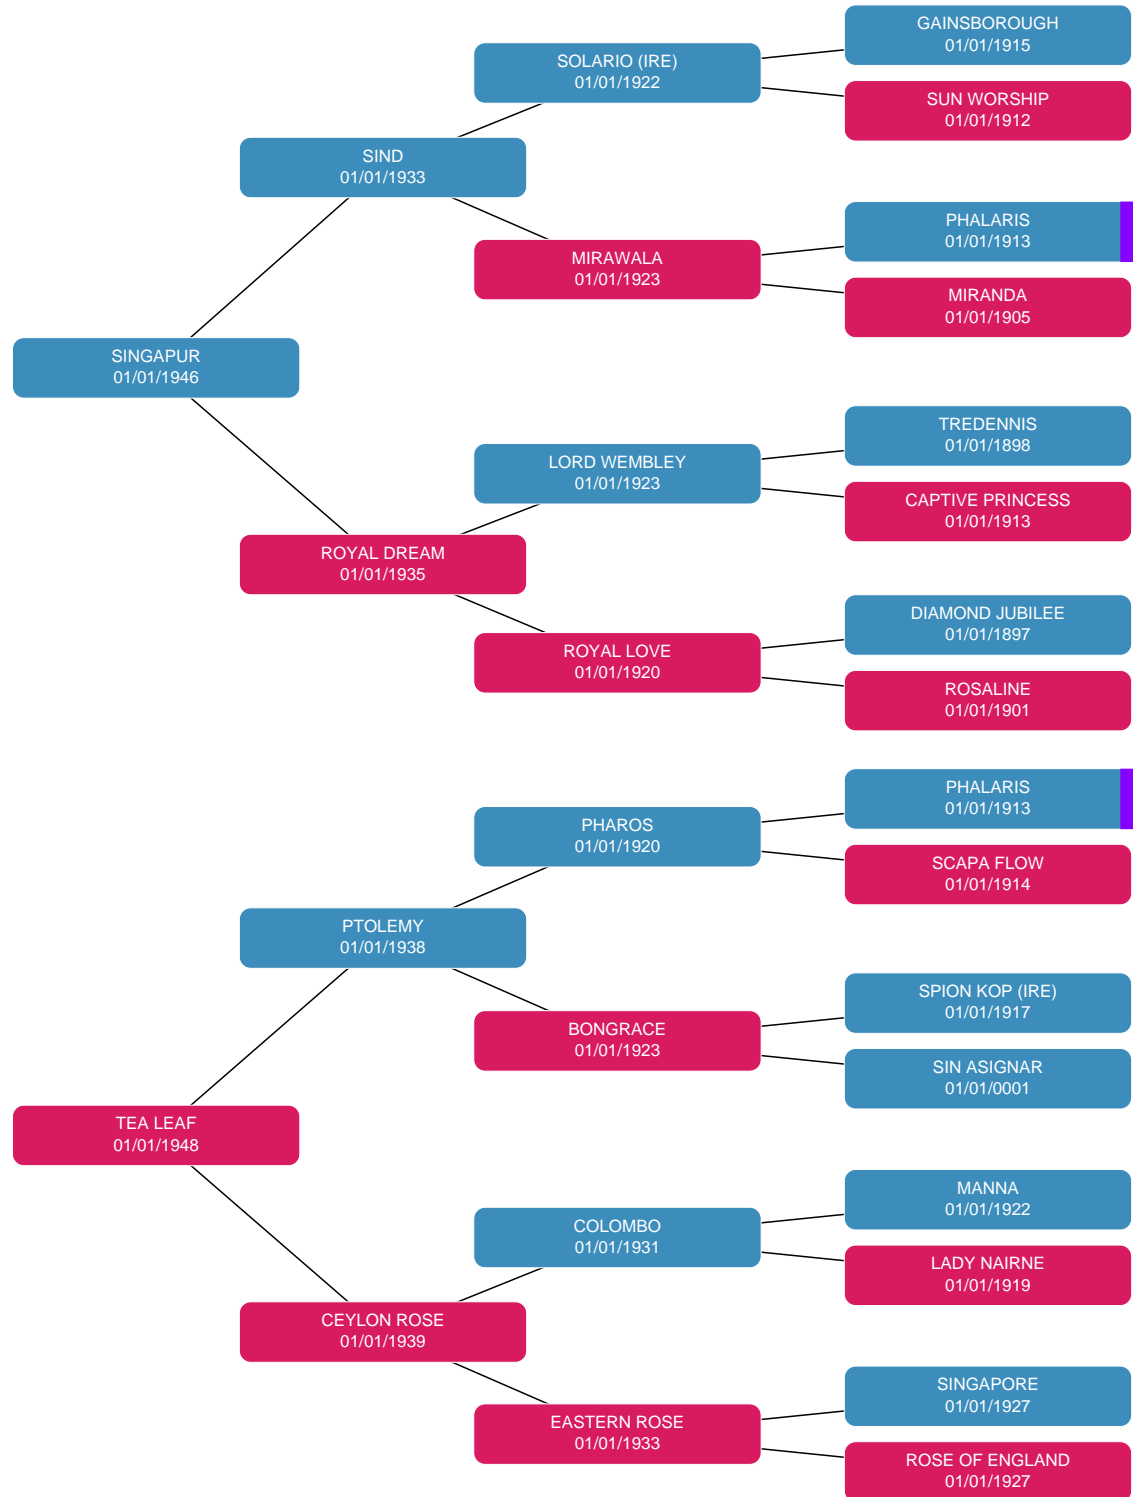 GAINSBOROUGH
01/01/1915
SOLARIO (IRE)
01/01/1922
SUN WORSHIP
01/01/1912
SIND
01/01/1933
PHALARIS
01/01/1913
MIRAWALA
01/01/1923
MIRANDA
01/01/1905
SINGAPUR
01/01/1946
TREDENNIS
01/01/1898
LORD WEMBLEY
01/01/1923
CAPTIVE PRINCESS
01/01/1913
ROYAL DREAM
01/01/1935
DIAMOND JUBILEE
01/01/1897
ROYAL LOVE
01/01/1920
ROSALINE
01/01/1901
PHALARIS
01/01/1913
PHAROS
01/01/1920
SCAPA FLOW
01/01/1914
PTOLEMY
01/01/1938
SPION KOP (IRE)
01/01/1917
BONGRACE
01/01/1923
SIN ASIGNAR
01/01/0001
TEA LEAF
01/01/1948
MANNA
01/01/1922
COLOMBO
01/01/1931
LADY NAIRNE
01/01/1919
CEYLON ROSE
01/01/1939
SINGAPORE
01/01/1927
EASTERN ROSE
01/01/1933
ROSE OF ENGLAND
01/01/1927